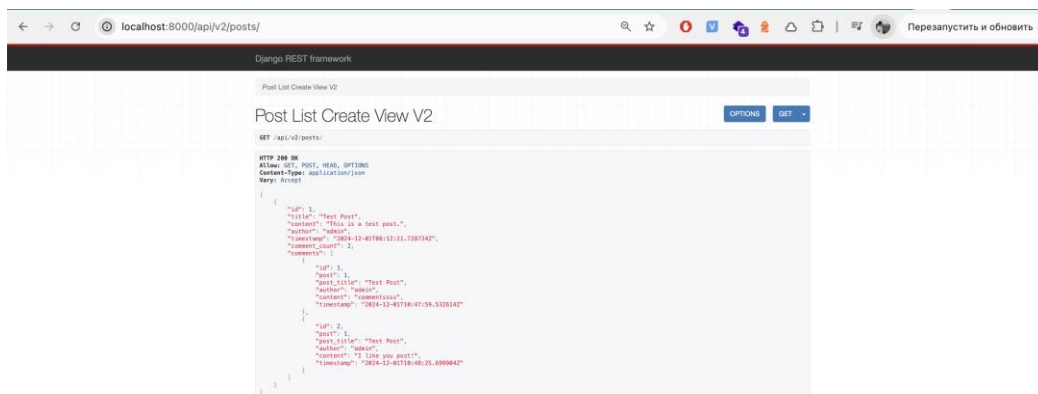 localhost:8000/api/v2/posts/
4
Перезапустить и обновить
Django REST framework
Post List Create View V2
Post List Create View V2
OPTIONS
GET
GET /api/v2/posts/
HTTP 200 OK
Allow: GET, POST, HEAD, OPTIONS
Content-Type: application/json
Vary: Accept
[
{
"id": 1,
"title": "Test Post",
"content": "This is a test post.",
"author": "admin",
"timestamp": "2024-12-01T08:12:21.728724Z",
"comment_count": 2,
"comments": [
{
"id": 1,
"post": 1,
"post_title": "Test Post",
"author": "admin",
"content": "commentssss",
"timestamp": "2024-12-01T10:47:59.532614Z"
},
{
"id": 2,
"post": 1,
"post_title": "Test Post",
"author": "admin",
"content": "I like you post!",
"timestamp": "2024-12-01T10:48:25.699904Z"
}
]
}
]